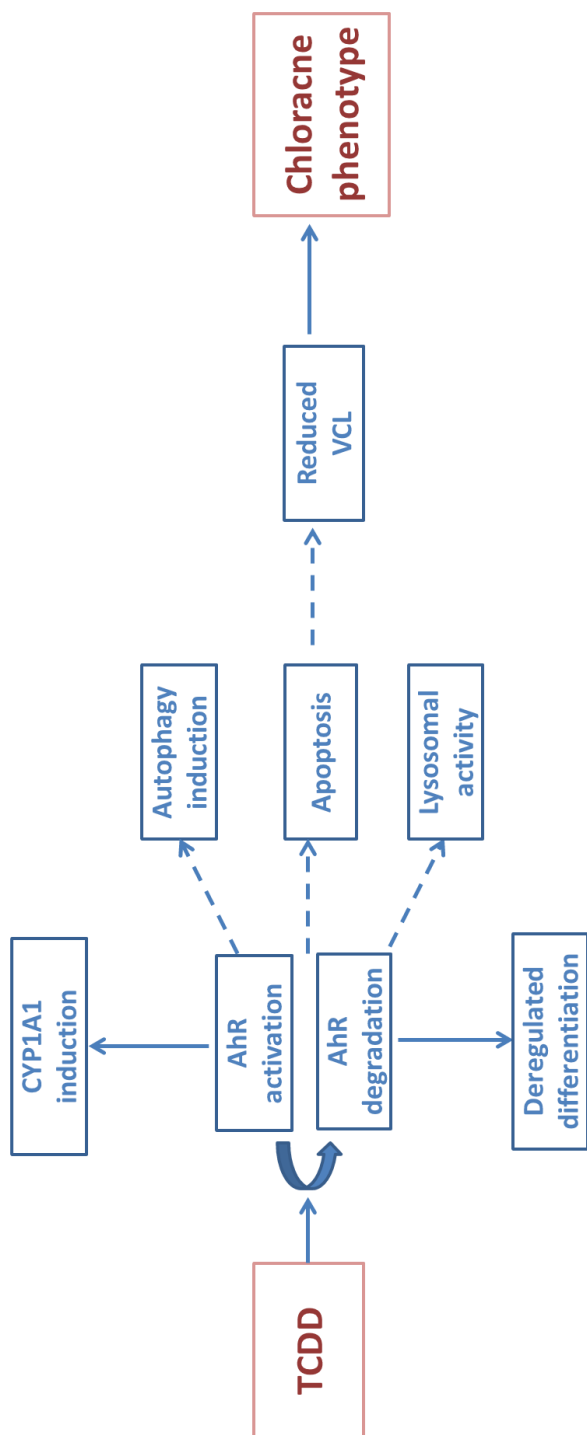 TCDD
CYP1A1
induction
AhR
activation
AhR
degradation
Deregulated
differentiation
Autophagy
induction
Apoptosis
Lysosomal
activity
Reduced
VCL
Chloracne
phenotype